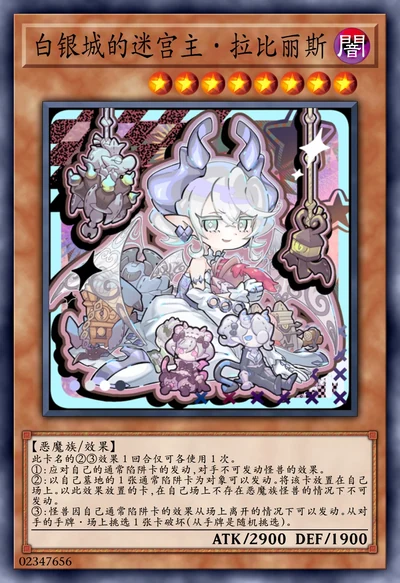 白银城的迷宫主·拉比丽斯
闇
【恶魔族/效果】
此卡名的②③效果1回合仅可各使用1次。
①:应对自己的通常陷阱卡的发动,对手不可发动怪兽的效果。
②:以自己墓地的1张通常陷阱卡为对象可以发动。将该卡放置在自己
场上。以此效果放置的卡,在自己场上不存在恶魔族怪兽的情况下不可
发动。
③:怪兽因自己通常陷阱卡的效果从场上离开的情况下可以发动。从对
手的手牌·场上挑选1张卡破坏(从手牌是随机挑选)。
ATK/2900 DEF/1900
02347656